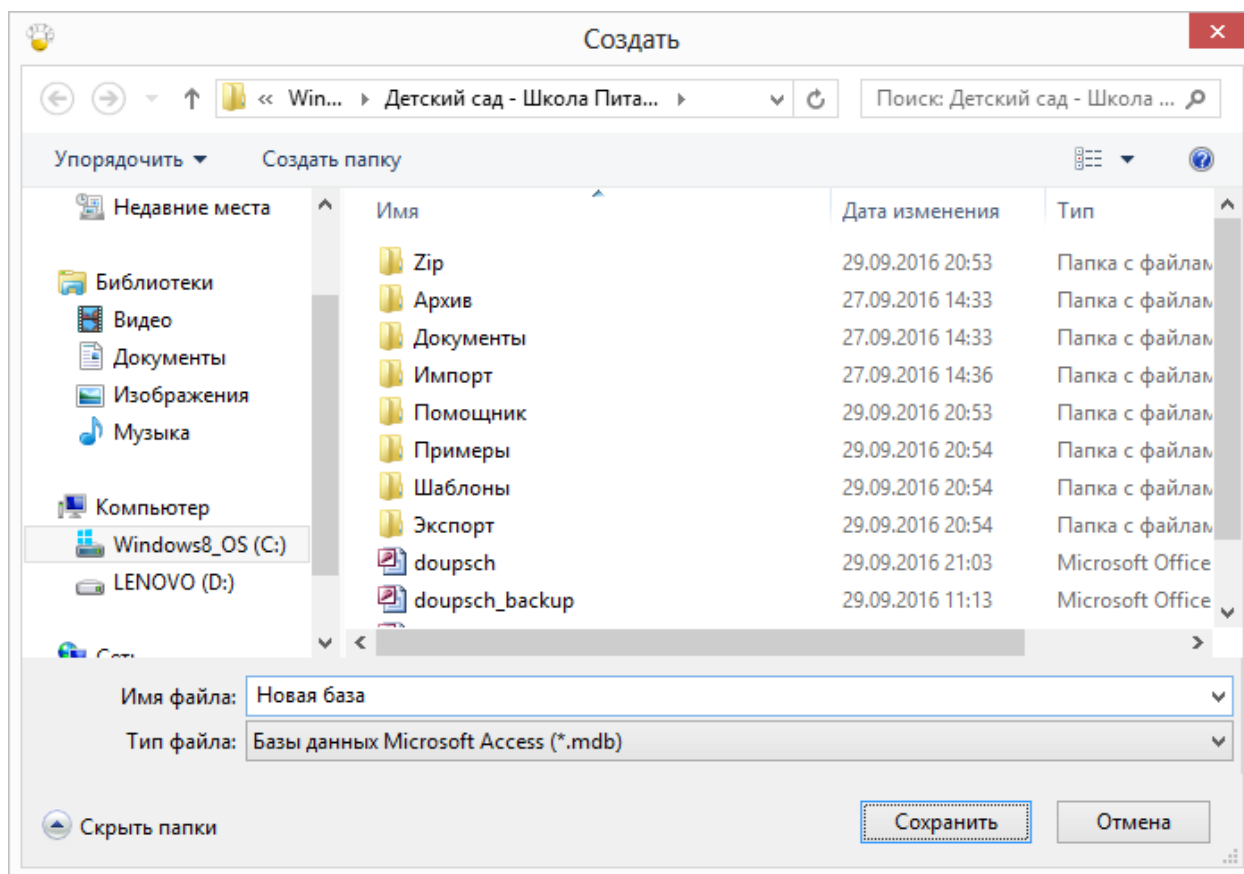 Создать
« Win... Детский сад - Школа Пита... Поиск: Детский сад - Школа ...
Упорядочить Создать папку
Недавние места
Библиотеки
Видео
Документы
Изображения
Музыка
Компьютер
Windows8_OS (C:)
LENOVO (D:)
Имя Дата изменения Тип
Zip 29.09.2016 20:53 Папка с файлам
Архив 27.09.2016 14:33 Папка с файлам
Документы 27.09.2016 14:33 Папка с файлам
Импорт 27.09.2016 14:36 Папка с файлам
Помощник 29.09.2016 20:53 Папка с файлам
Примеры 29.09.2016 20:54 Папка с файлам
Шаблоны 29.09.2016 20:54 Папка с файлам
Экспорт 29.09.2016 20:54 Папка с файлам
doupsch 29.09.2016 21:03 Microsoft Office
doupsch_backup 29.09.2016 11:13 Microsoft Office
Имя файла: Новая база
Тип файла: Базы данных Microsoft Access (*.mdb)
Скрыть папки Сохранить Отмена